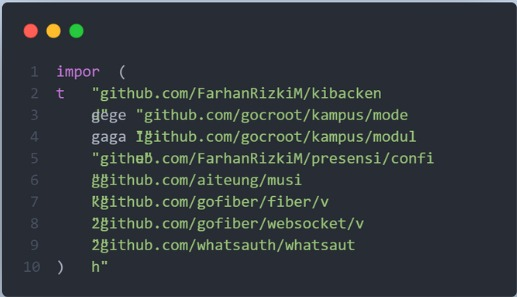 1 impor (
2 t "github.com/FarhanRizkiM/kibacken
3 gege "github.com/gocroot/kampus/mode
4 gaga "github.com/gocroot/kampus/modul
5 "github.com/FarhanRizkiM/presensi/confi
6 github.com/aiteung/musi
7 github.com/gofiber/fiber/v
8 2"github.com/gofiber/websocket/v
9 2"github.com/whatsauth/whatsaut
10 ) h"